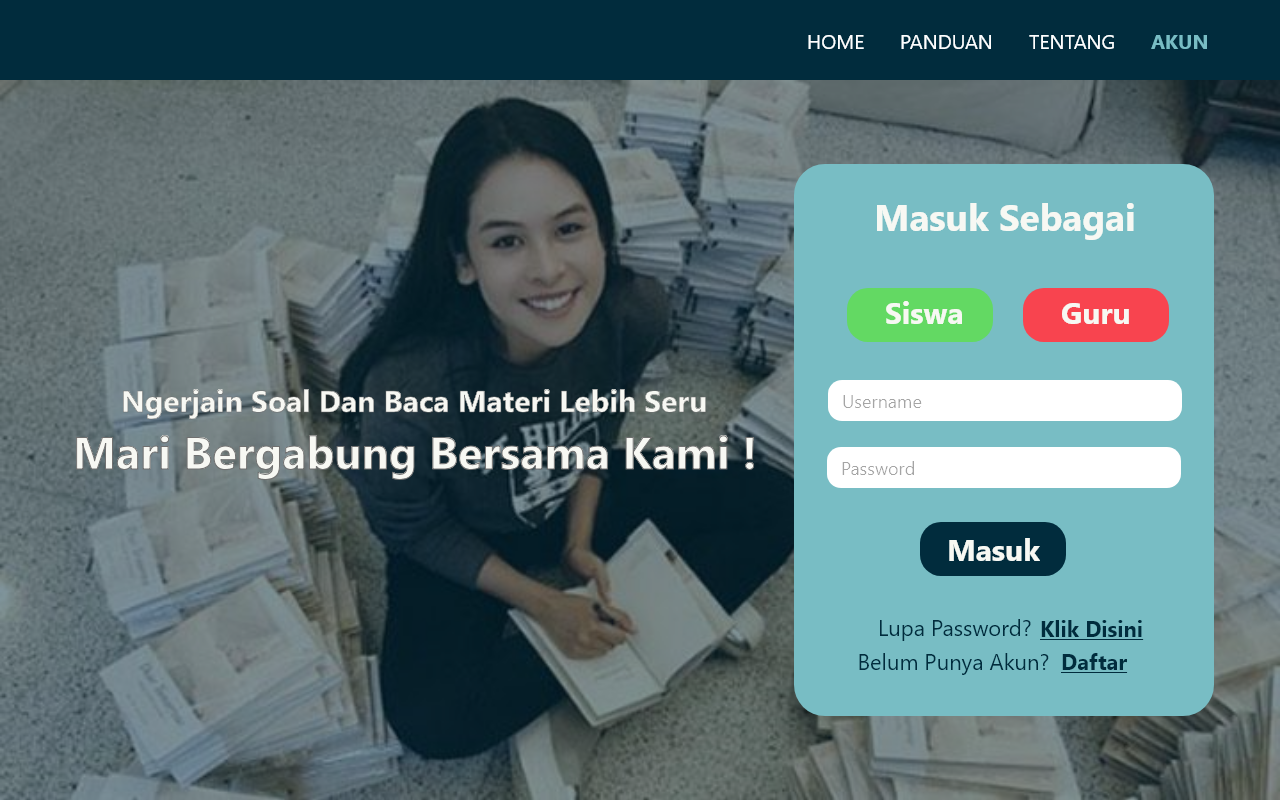 HOME PANDUAN TENTANG AKUN
Masuk Sebagai
Siswa Guru
Ngerjain Soal Dan Baca Materi Lebih Seru
Mari Bergabung Bersama Kami !
Username
Password
Masuk
Lupa Password? Klik Disini
Belum Punya Akun? Daftar